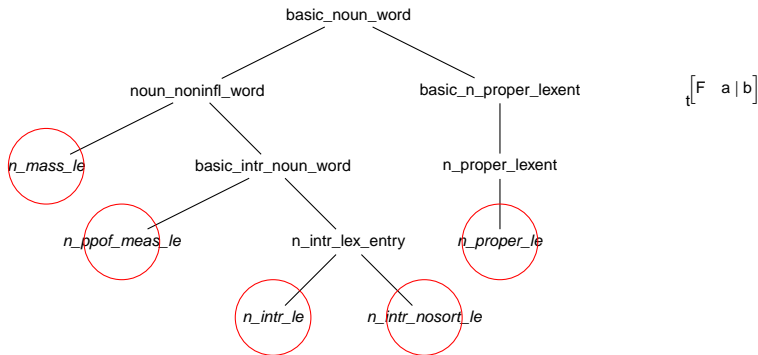 basic_noun_word
noun_noninfl_word basic_n_proper_lexent t[F a | b]
n_mass_le basic_intr_noun_word n_proper_lexent
n_ppof_meas_le n_intr_lex_entry n_proper_le
n_intr_le n_intr_nosort_le